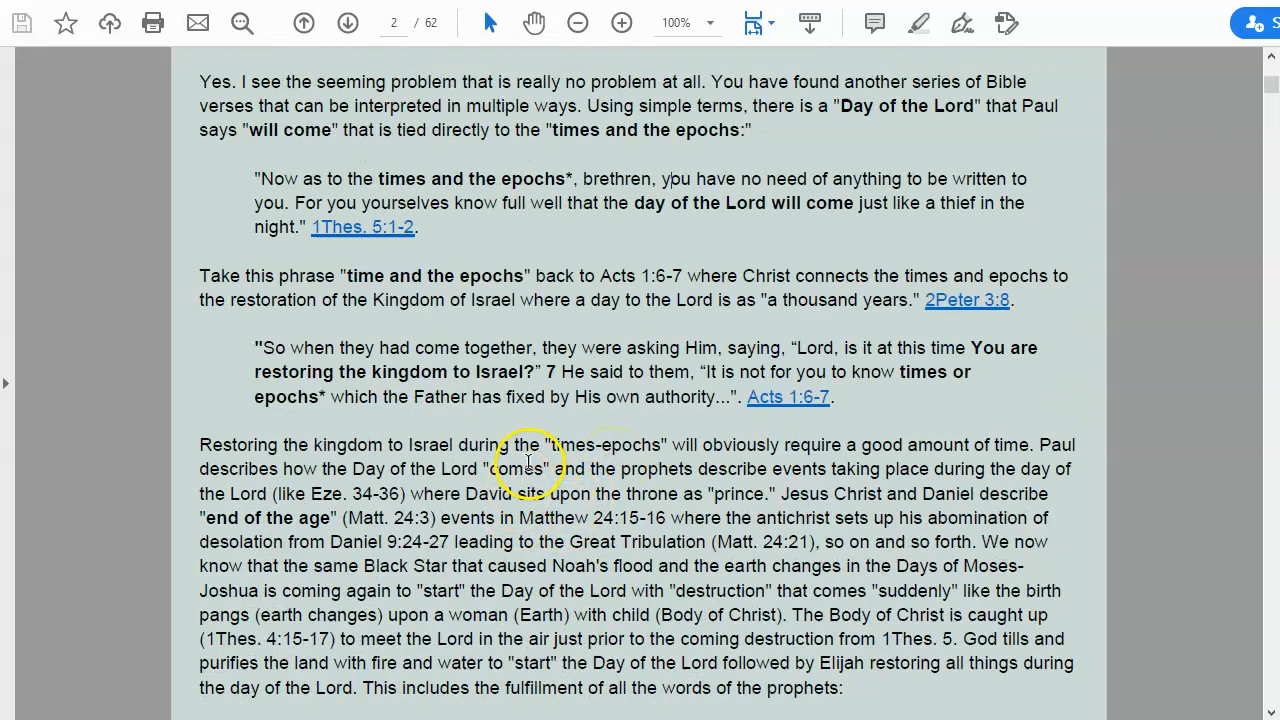 2 / 62
100%
S
Yes. I see the seeming problem that is really no problem at all. You have found another series of Bible
verses that can be interpreted in multiple ways. Using simple terms, there is a "Day of the Lord" that Paul
says "will come" that is tied directly to the "times and the epochs:"
"Now as to the times and the epochs*, brethren, you have no need of anything to be written to
you. For you yourselves know full well that the day of the Lord will come just like a thief in the
night." 1Thes. 5:1-2.
Take this phrase "time and the epochs" back to Acts 1:6-7 where Christ connects the times and epochs to
the restoration of the Kingdom of Israel where a day to the Lord is as "a thousand years." 2Peter 3:8.
"So when they had come together, they were asking Him, saying, “Lord, is it at this time You are
restoring the kingdom to Israel?” 7 He said to them, “It is not for you to know times or
epochs* which the Father has fixed by His own authority...". Acts 1:6-7.
Restoring the kingdom to Israel during the "times-epochs" will obviously require a good amount of time. Paul
describes how the Day of the Lord "comes" and the prophets describe events taking place during the day of
the Lord (like Eze. 34-36) where David sits upon the throne as "prince." Jesus Christ and Daniel describe
"end of the age" (Matt. 24:3) events in Matthew 24:15-16 where the antichrist sets up his abomination of
desolation from Daniel 9:24-27 leading to the Great Tribulation (Matt. 24:21), so on and so forth. We now
know that the same Black Star that caused Noah's flood and the earth changes in the Days of Moses-
Joshua is coming again to "start" the Day of the Lord with "destruction" that comes "suddenly" like the birth
pangs (earth changes) upon a woman (Earth) with child (Body of Christ). The Body of Christ is caught up
(1Thes. 4:15-17) to meet the Lord in the air just prior to the coming destruction from 1Thes. 5. God tills and
purifies the land with fire and water to "start" the Day of the Lord followed by Elijah restoring all things during
the day of the Lord. This includes the fulfillment of all the words of the prophets: